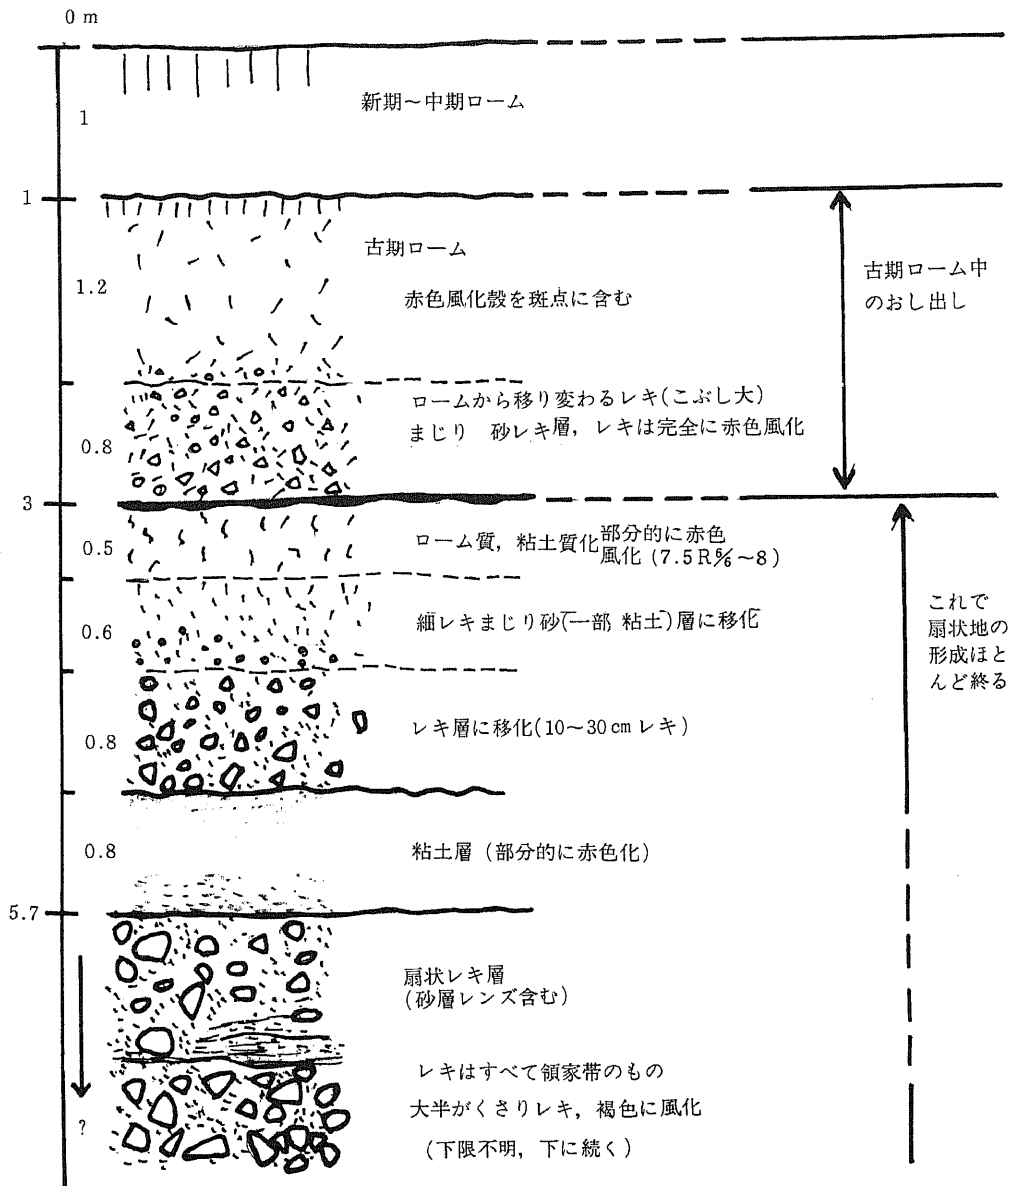 0 m
新期～中期ローム
1
1
古期ローム
1.2
赤色風化殻を斑点に含む
古期ローム中
のおし出し
ロームから移り変わるレキ(こぶし大)
まじり 砂レキ層，レキは完全に赤色風化
0.8
3
ローム質，粘土質化部分的に赤色
風化 (7.5R6/6～8)
0.5
細レキまじり砂(一部 粘土)層に移化
0.6
これで
扇状地の
形成ほと
んど終る
レキ層に移化(10～30cmレキ)
0.8
粘土層 (部分的に赤色化)
0.8
5.7
扇状レキ層
(砂層レンズ含む)
レキはすべて領家帯のもの
大半がくさりレキ，褐色に風化
(下限不明，下に続く)
?